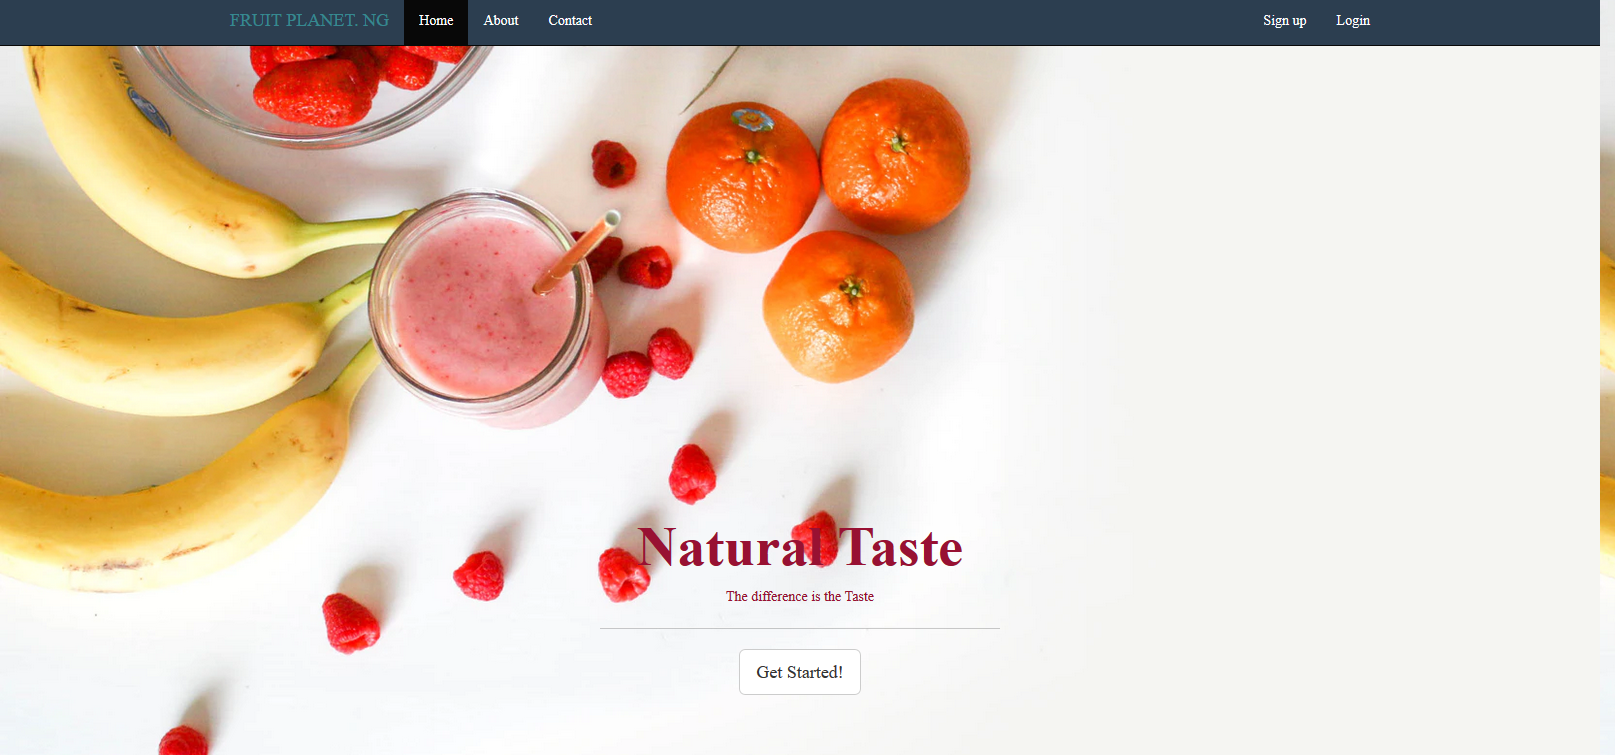 FRUIT PLANET. NG Home About Contact Sign up Login
Natural Taste
The difference is the Taste
Get Started!